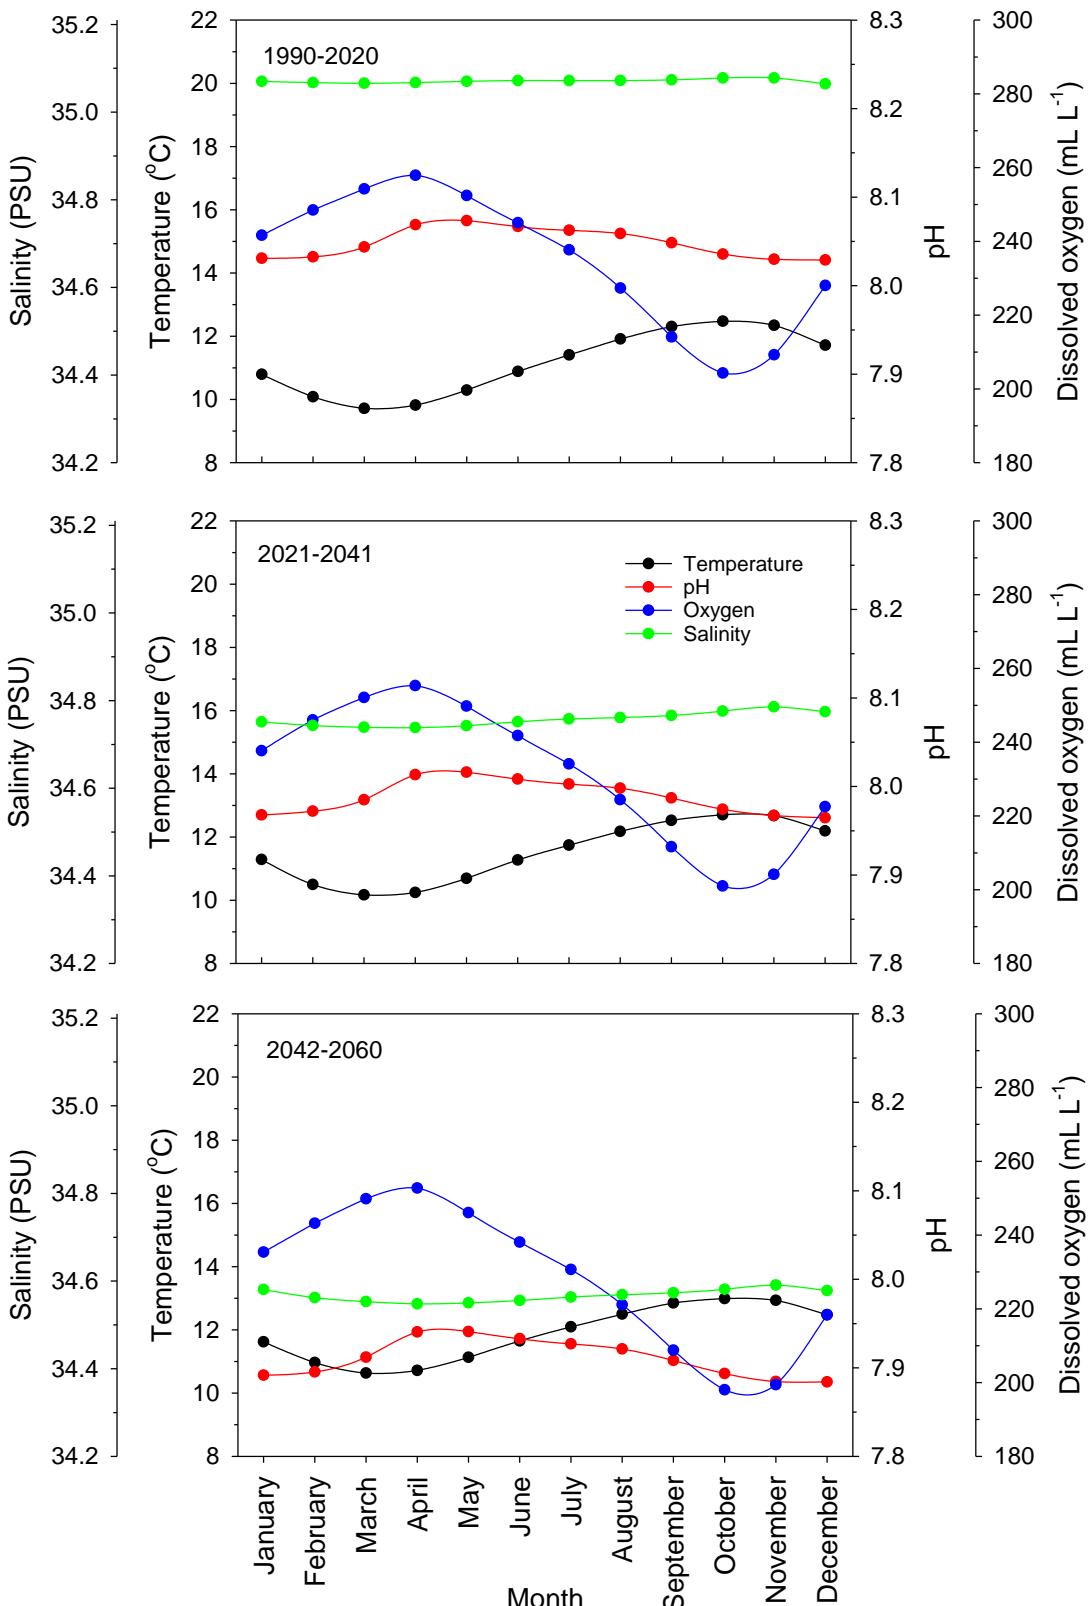 1990-2020
Salinity (PSU)
35.2
35.0
34.8
34.6
34.4
34.2
Temperature (°C)
22
20
18
16
14
12
10
8
pH
8.3
8.2
8.1
8.0
7.9
7.8
Dissolved oxygen (mL L⁻¹)
300
280
260
240
220
200
180
2021-2041
Temperature
pH
Oxygen
Salinity
Salinity (PSU)
35.2
35.0
34.8
34.6
34.4
34.2
Temperature (°C)
22
20
18
16
14
12
10
8
pH
8.3
8.2
8.1
8.0
7.9
7.8
Dissolved oxygen (mL L⁻¹)
300
280
260
240
220
200
180
2042-2060
Salinity (PSU)
35.2
35.0
34.8
34.6
34.4
34.2
Temperature (°C)
22
20
18
16
14
12
10
8
pH
8.3
8.2
8.1
8.0
7.9
7.8
Dissolved oxygen (mL L⁻¹)
300
280
260
240
220
200
180
January
February
March
April
May
June
July
August
September
October
November
December
Month